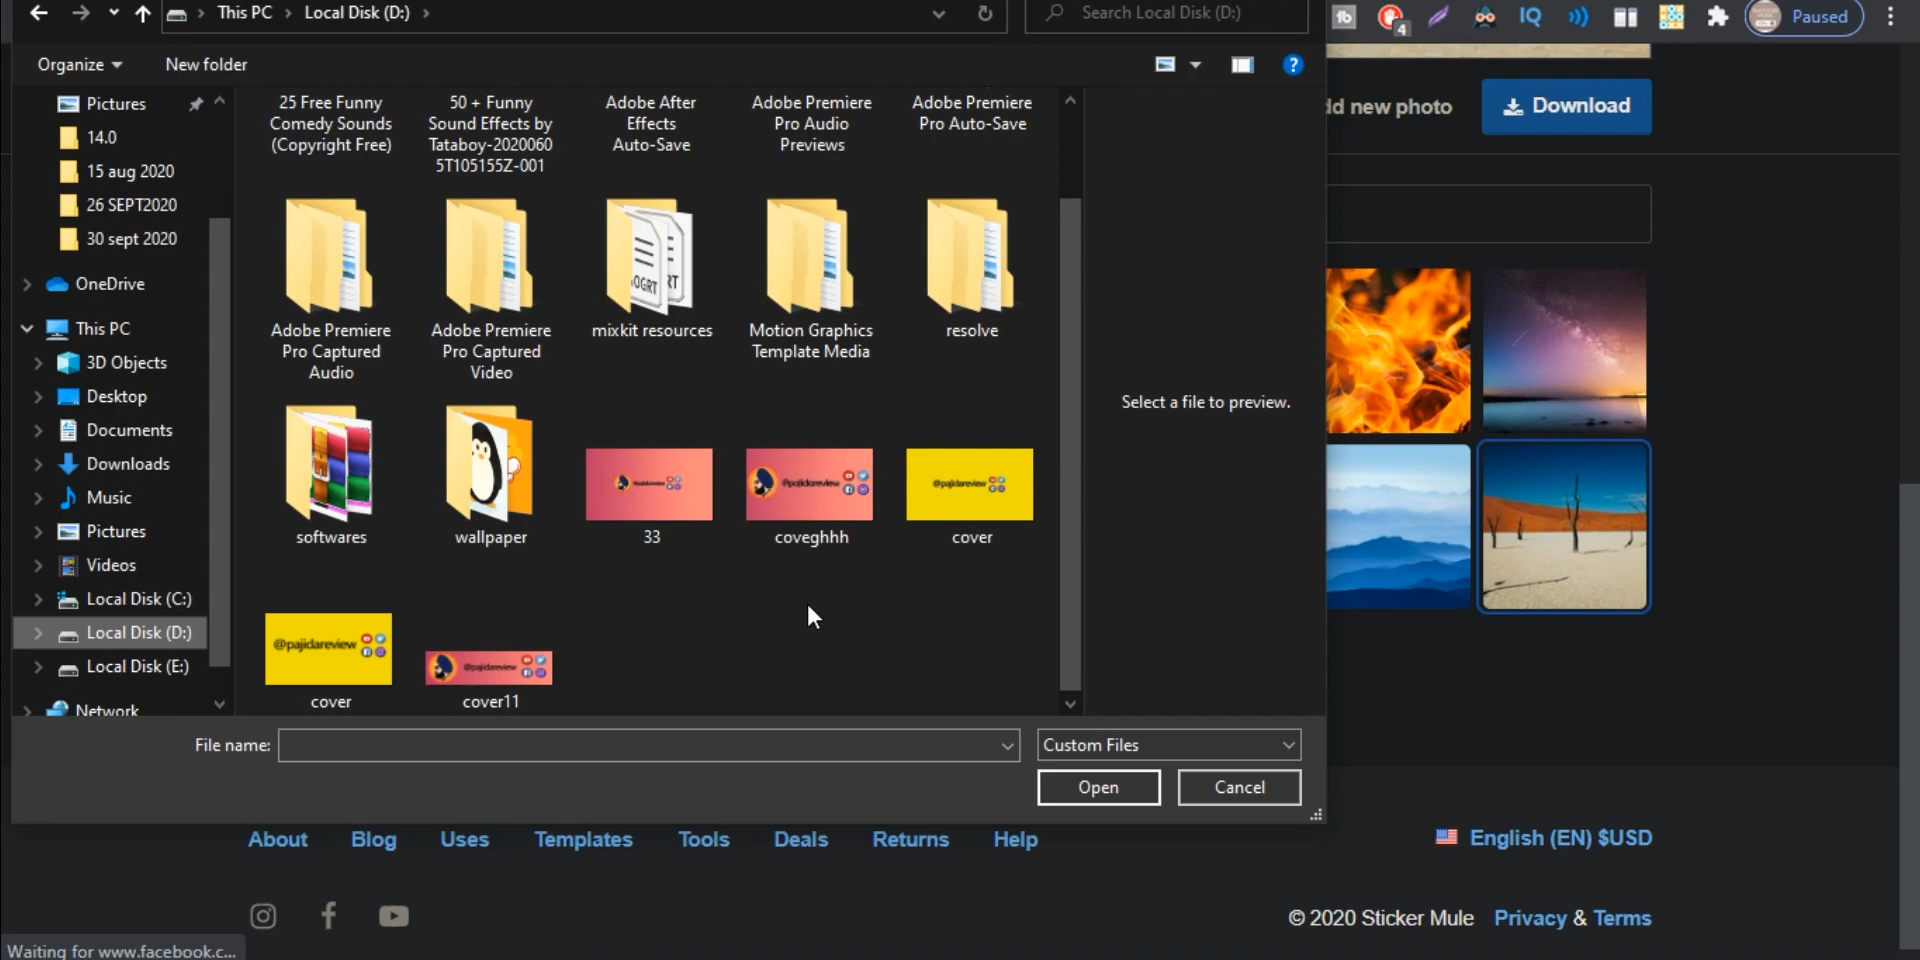 This PC
Local Disk (D:)
Search Local Disk (D:)
4
IQ
Paused
Organize
New folder
?
Pictures
14.0
15 aug 2020
26 SEPT2020
30 sept 2020
OneDrive
This PC
3D Objects
Desktop
Documents
Downloads
Music
Pictures
Videos
Local Disk (C:)
Local Disk (D:)
Local Disk (E:)
Network
25 Free Funny
Comedy Sounds
(Copyright Free)
50 + Funny
Sound Effects by
Tataboy-2020060
5T105155Z-001
Adobe After
Effects
Auto-Save
Adobe Premiere
Pro Audio
Previews
Adobe Premiere
Pro Auto-Save
Adobe Premiere
Pro Captured
Audio
Adobe Premiere
Pro Captured
Video
mixkit resources
Motion Graphics
Template Media
resolve
softwares
wallpaper
33
@pajidareview
coveghhh
@pajidareview
cover
@pajidareview
cover
@pajidareview
cover11
Select a file to preview.
new photo
Download
File name:
Custom Files
Open
Cancel
About
Blog
Uses
Templates
Tools
Deals
Returns
Help
English (EN) $USD
© 2020 Sticker Mule
Privacy & Terms
Waiting for www.facebook.c...